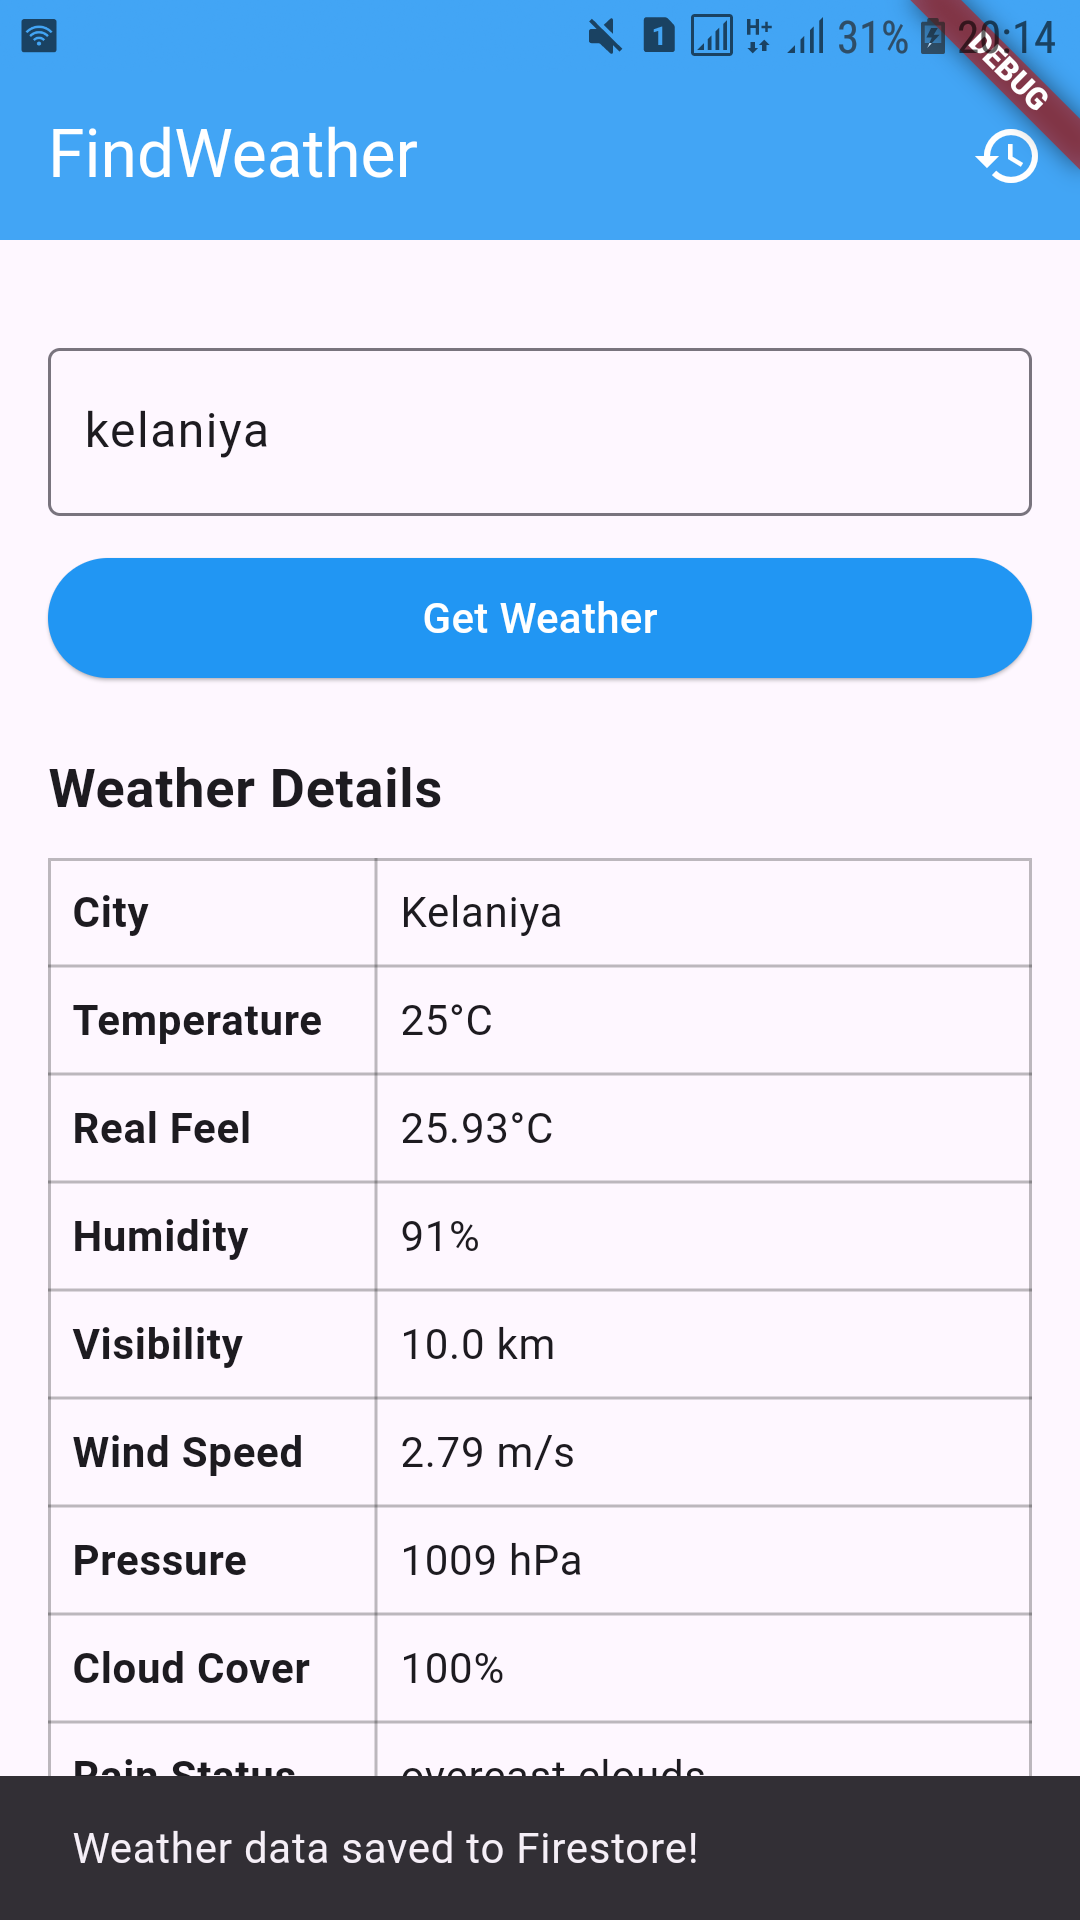 1 H+ 31% 20:14
DEBUG
FindWeather
kelaniya
Get Weather
Weather Details
City Kelaniya
Temperature 25°C
Real Feel 25.93°C
Humidity 91%
Visibility 10.0 km
Wind Speed 2.79 m/s
Pressure 1009 hPa
Cloud Cover 100%
Rain Status overcast clouds
Weather data saved to Firestore!